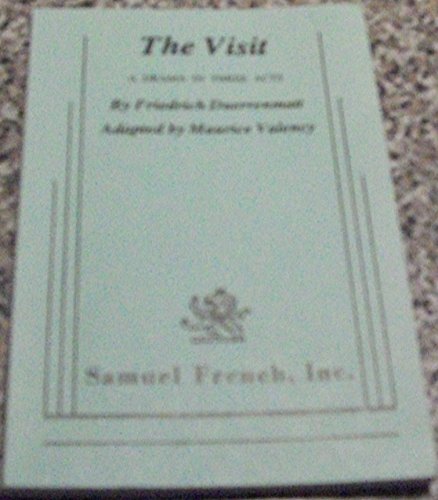 The Visit
A DRAMA IN THREE ACTS
By Friedrich Duerrenmatt
Adapted by Maurice Valency
Samuel French, Inc.